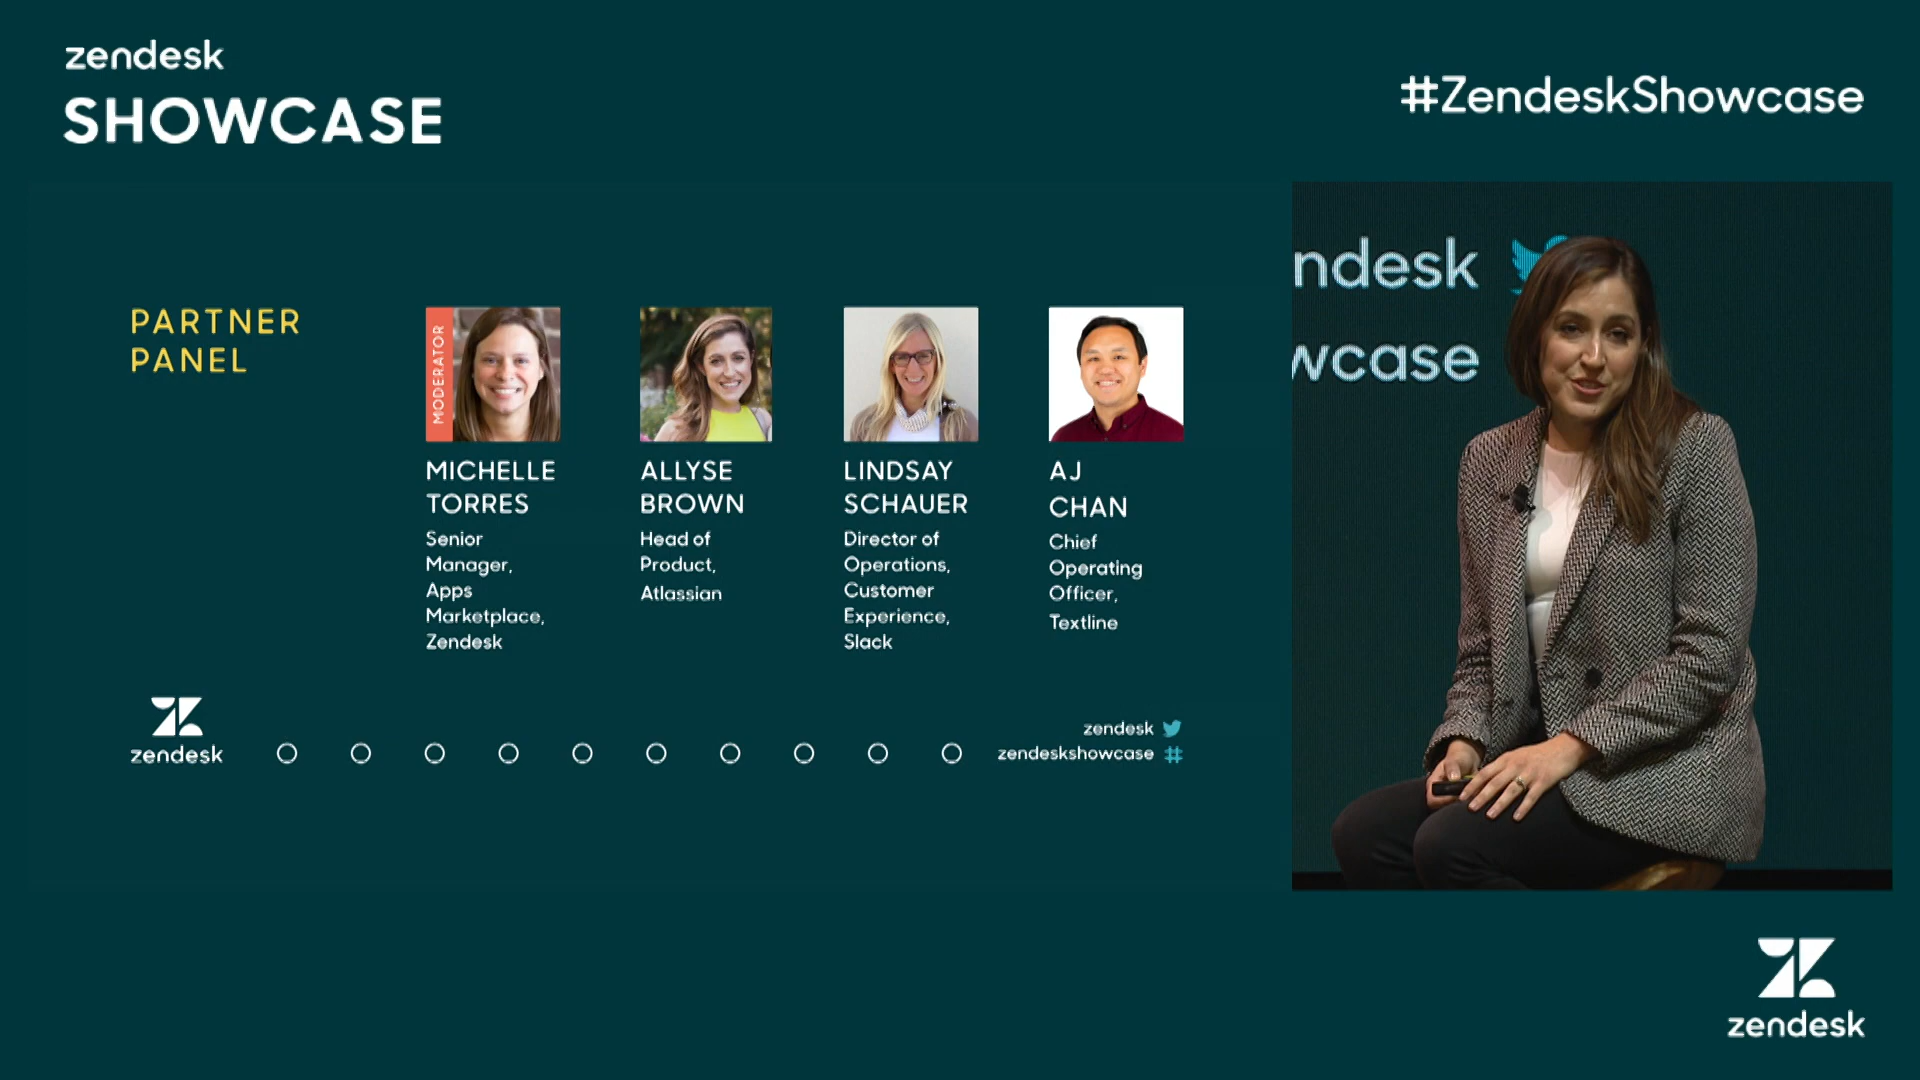 zendesk
SHOWCASE
#ZendeskShowcase
PARTNER
PANEL
MODERATOR
MICHELLE
TORRES
Senior
Manager,
Apps
Marketplace,
Zendesk
ALLYSE
BROWN
Head of
Product,
Atlassian
LINDSAY
SCHAUER
Director of
Operations,
Customer
Experience,
Slack
AJ
CHAN
Chief
Operating
Officer,
Textline
zendesk
zendesk
zendeskshowcase #
ndesk
wcase
zendesk